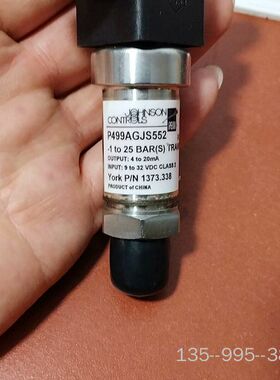 JOHNSON
CONTROLS
P499AGJS552
-1 to 25 BAR(S)
OUTPUT: 4 to 20mA
INPUT: 9 to 32 VDC CLASS 2
York P/N 1373.338
PRODUCT of CHINA
135--995--3